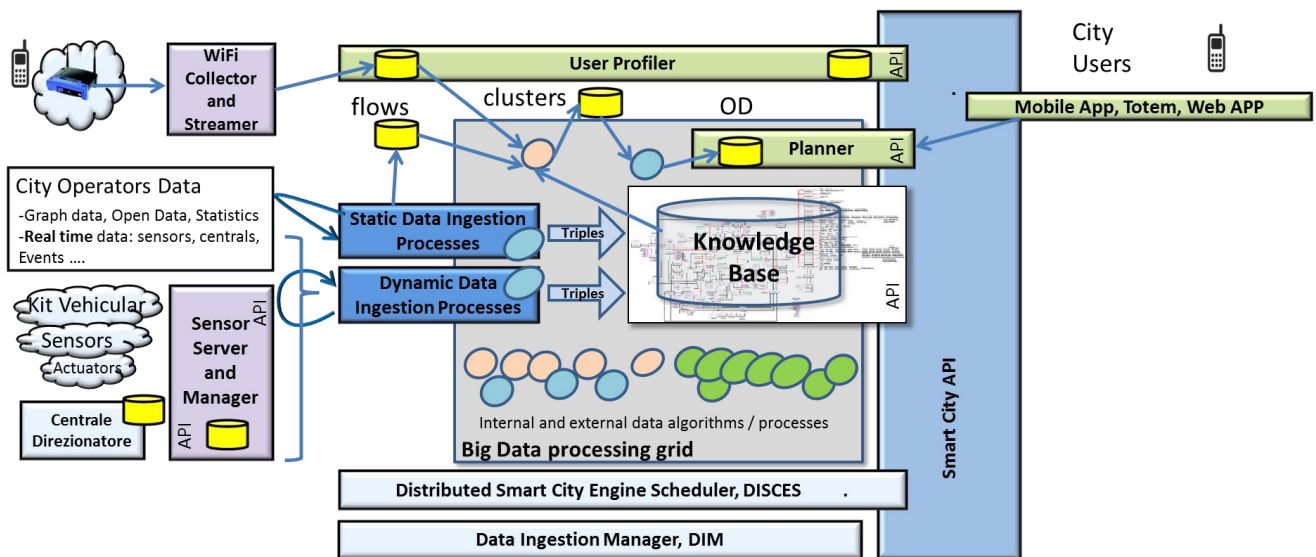 WiFi
Collector
and
Streamer
User Profiler
API
City
Users
Mobile App, Totem, Web APP
flows
clusters
OD
Planner
API
City Operators Data
-Graph data, Open Data, Statistics
-Real time data: sensors, centrals,
Events ....
Static Data Ingestion
Processes
Triples
Dynamic Data
Ingestion Processes
Triples
Knowledge
Base
API
Kit Vehicular
Sensors
Actuators
Centrale
Direzionatore
API
Sensor
Server
and
Manager
API
Internal and external data algorithms / processes
Big Data processing grid
Smart City API
Distributed Smart City Engine Scheduler, DISCES .
Data Ingestion Manager, DIM